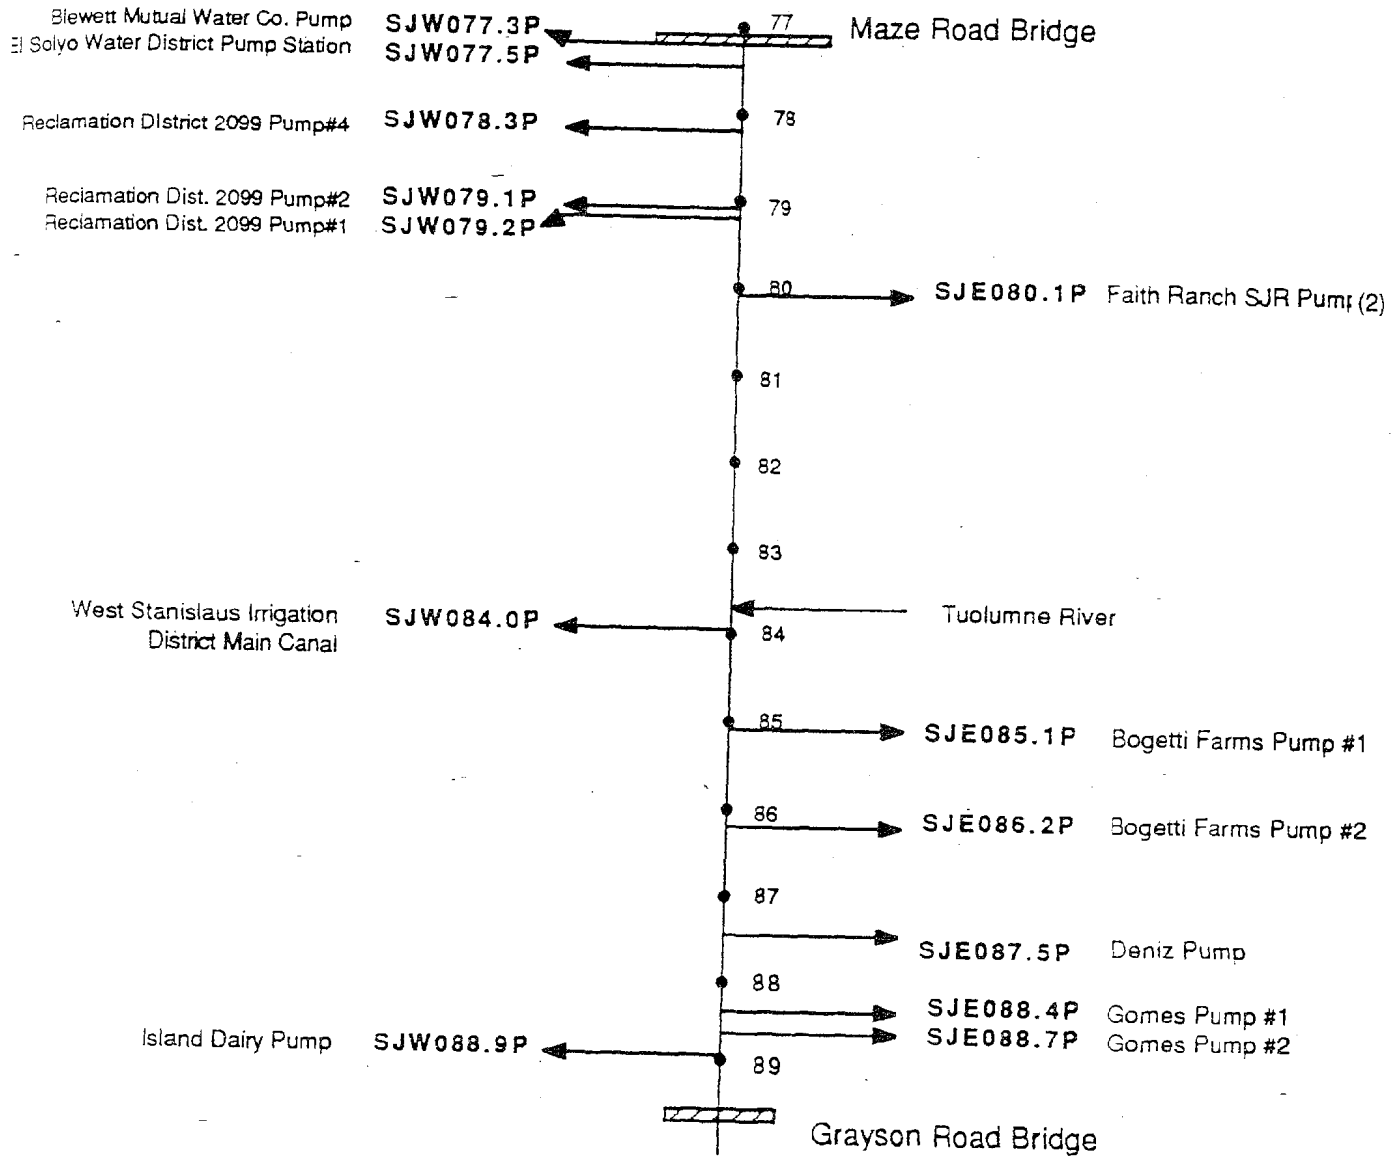 Blewett Mutual Water Co. Pump SJW077.3P 77 Maze Road Bridge
El Solyo Water District Pump Station SJW077.5P
Reclamation District 2099 Pump#4 SJW078.3P 78
Reclamation Dist. 2099 Pump#2 SJW079.1P 79
Reclamation Dist. 2099 Pump#1 SJW079.2P
80 SJE080.1P Faith Ranch SJR Pump (2)
81
82
83
West Stanislaus Irrigation SJW084.0P Tuolumne River
District Main Canal 84
85 SJE085.1P Bogetti Farms Pump #1
86 SJE086.2P Bogetti Farms Pump #2
87
SJE087.5P Deniz Pump
88
SJE088.4P Gomes Pump #1
Island Dairy Pump SJW088.9P SJE088.7P Gomes Pump #2
89
Grayson Road Bridge